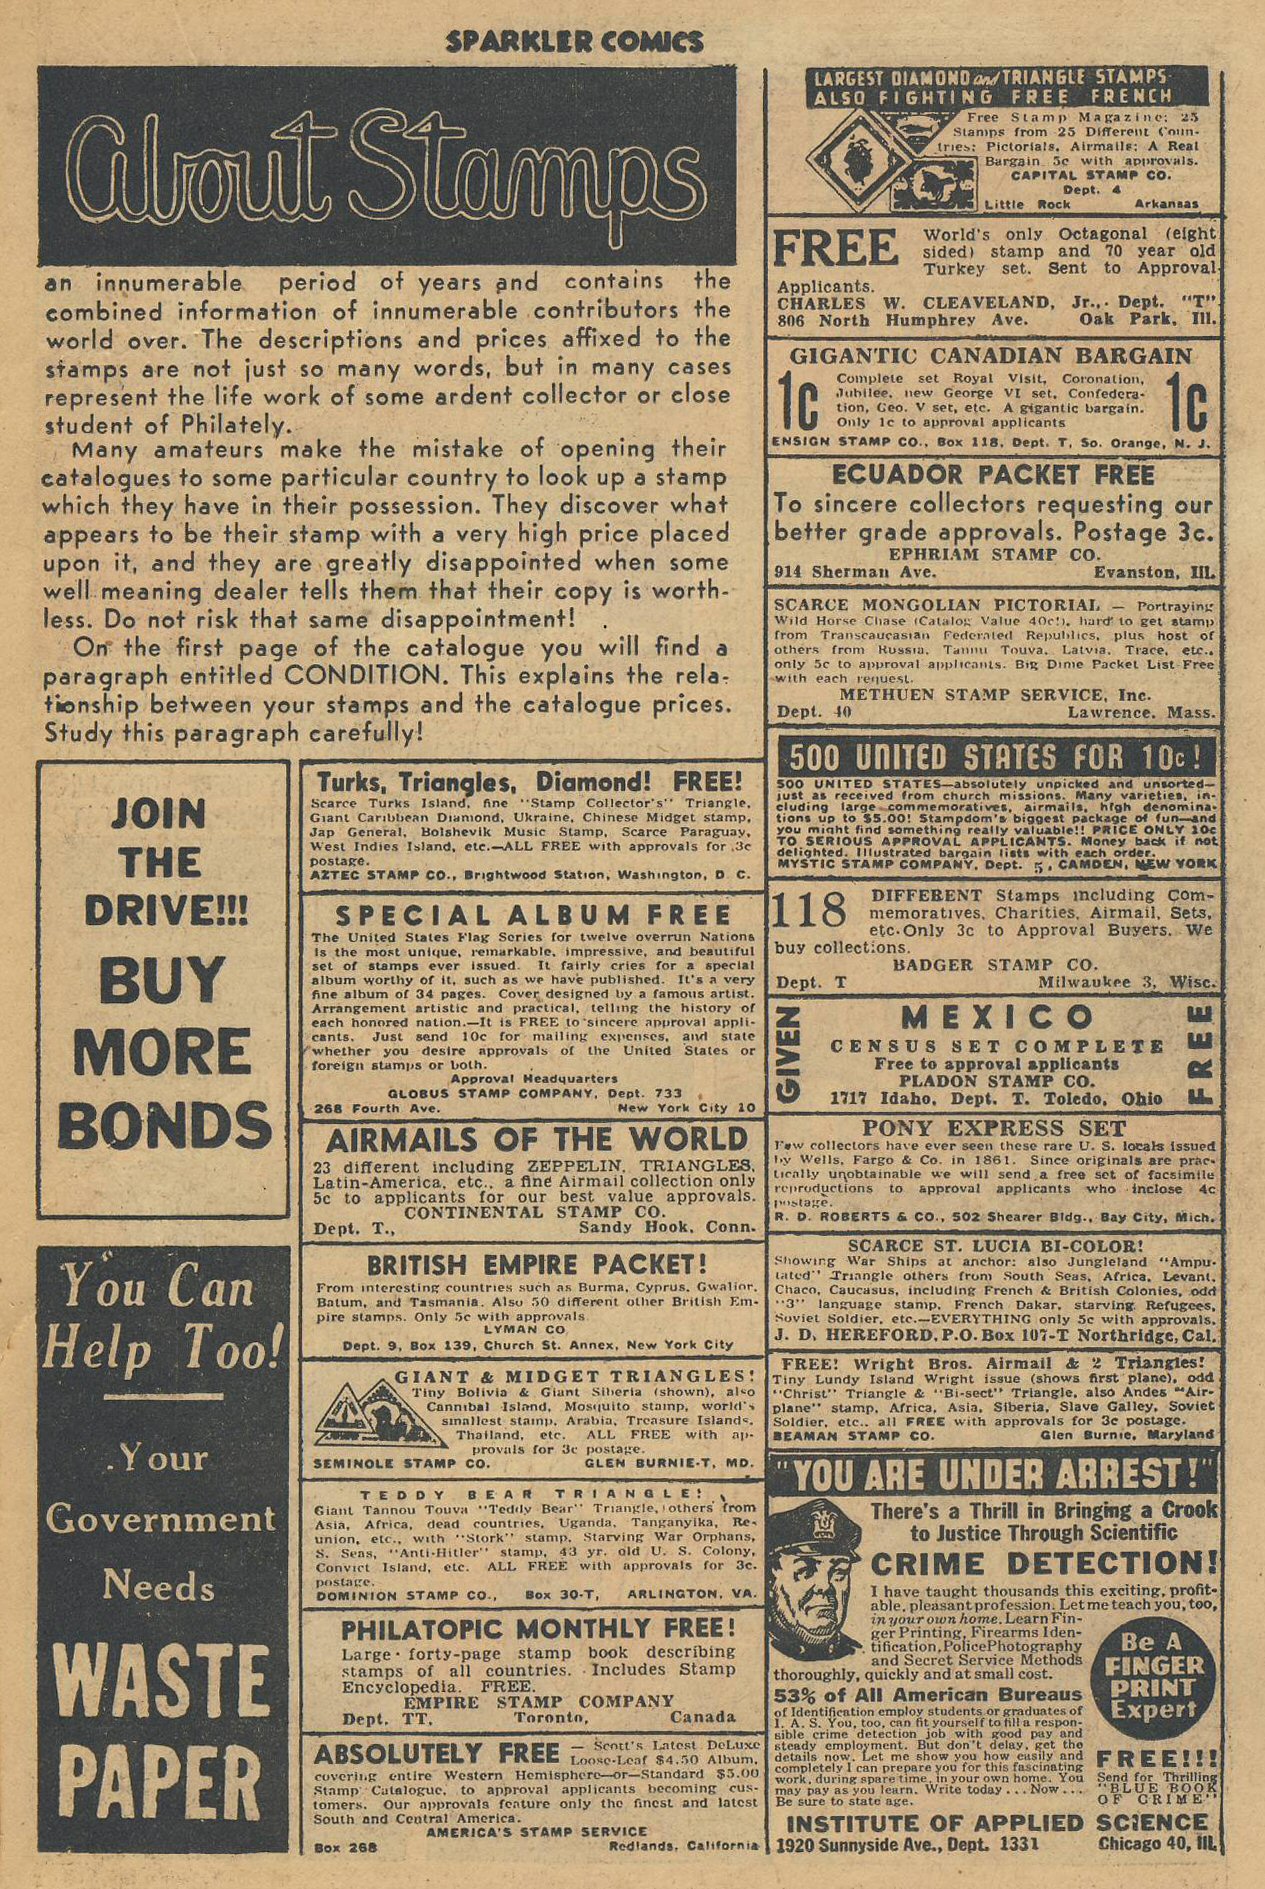 SPARKLER COMICS
About Stamps
an innumerable period of years and contains the
combined information of innumerable contributors the
world over. The descriptions and prices affixed to the
stamps are not just so many words, but in many cases
represent the life work of some ardent collector or close
student of Philately.
Many amateurs make the mistake of opening their
catalogues to some particular country to look up a stamp
which they have in their possession. They discover what
appears to be their stamp with a very high price placed
upon it, and they are greatly disappointed when some
well meaning dealer tells them that their copy is worth-
less. Do not risk that same disappointment!
On the first page of the catalogue you will find a
paragraph entitled CONDITION. This explains the rela-
tionship between your stamps and the catalogue prices.
Study this paragraph carefully!
JOIN
THE
DRIVE!!!
BUY
MORE
BONDS
You Can
Help Too!
Your
Government
Needs
WASTE
PAPER
Turks, Triangles, Diamond! FREE!
Scarce Turks Island, fine "Stamp Collector's" Triangle,
Giant Caribbean Diamond, Ukraine, Chinese Midget stamp,
Jap General, Bolshevik Music Stamp, Scarce Paraguay,
West Indies Island, etc.—ALL FREE with approvals for 3c
postage.
AZTEC STAMP CO., Brightwood Station, Washington, D. C.
SPECIAL ALBUM FREE
The United States Flag Series for twelve overrun Nations
is the most unique, remarkable, impressive, and beautiful
set of stamps ever issued. It fairly cries for a special
album worthy of it, such as we have published. It's a very
fine album of 34 pages. Cover designed by a famous artist.
Arrangement artistic and practical, telling the history of
each honored nation.—It is FREE to sincere approval appli-
cants. Just send 10c for mailing expenses, and state
whether you desire approvals of the United States or
foreign stamps or both.
Approval Headquarters
GLOBUS STAMP COMPANY, Dept. 733
268 Fourth Ave. New York City 10
AIRMAILS OF THE WORLD
23 different including ZEPPELIN, TRIANGLES,
Latin-America, etc., a fine Airmail collection only
5c to applicants for our best value approvals.
CONTINENTAL STAMP CO.
Dept. T., Sandy Hook, Conn.
BRITISH EMPIRE PACKET!
From interesting countries such as Burma, Cyprus, Gwalior,
Batum, and Tasmania. Also 50 different other British Em-
pire stamps. Only 5c with approvals
LYMAN CO.
Dept. 9, Box 139, Church St. Annex, New York City
GIANT & MIDGET TRIANGLES!
Tiny Bolivia & Giant Siberia (shown), also
Cannibal Island, Mosquito stamp, world's
smallest stamp, Arabia, Treasure Islands,
Thailand, etc. ALL FREE with ap-
provals for 3c postage.
SEMINOLE STAMP CO. GLEN BURNIE-T, MD.
TEDDY BEAR TRIANGLE!
Giant Tannou Touva "Teddy Bear" Triangle, others from
Asia, Africa, dead countries, Uganda, Tanganyika, Re-
union, etc., with "Stork" stamp, Starving War Orphans,
S. Seas, "Anti-Hitler" stamp, 43 yr. old U. S. Colony,
Convict Island, etc. ALL FREE with approvals for 3c.
postage.
DOMINION STAMP CO., Box 30-T, ARLINGTON, VA.
PHILATOPIC MONTHLY FREE!
Large forty-page stamp book describing
stamps of all countries. Includes Stamp
Encyclopedia. FREE.
EMPIRE STAMP COMPANY
Dept. TT, Toronto, Canada
ABSOLUTELY FREE — Scott's Latest DeLuxe
Loose-Leaf $4.50 Album,
covering entire Western Hemisphere—or—Standard $5.00
Stamp Catalogue, to approval applicants becoming cus-
tomers. Our approvals feature only the finest and latest
South and Central America.
AMERICA'S STAMP SERVICE
Box 268 Redlands, California
LARGEST DIAMOND and TRIANGLE STAMPS
ALSO FIGHTING FREE FRENCH
Free Stamp Magazine; 25
Stamps from 25 Different Coun-
tries; Pictorials, Airmails; A Real
Bargain 5c with approvals.
CAPITAL STAMP CO.
Dept. 4
Little Rock Arkansas
FREE World's only Octagonal (eight
sided) stamp and 70 year old
Turkey set. Sent to Approval
Applicants.
CHARLES W. CLEAVELAND, Jr., Dept. "T"
806 North Humphrey Ave. Oak Park, Ill.
GIGANTIC CANADIAN BARGAIN
1c Complete set Royal Visit, Coronation, 1c
Jubilee, new George VI set, Confedera-
tion, Geo. V set, etc. A gigantic bargain.
Only 1c to approval applicants
ENSIGN STAMP CO., Box 118, Dept. T, So. Orange, N. J.
ECUADOR PACKET FREE
To sincere collectors requesting our
better grade approvals. Postage 3c.
EPHRIAM STAMP CO.
914 Sherman Ave. Evanston, Ill.
SCARCE MONGOLIAN PICTORIAL — Portraying
Wild Horse Chase (Catalog Value 40c!), hard to get stamp
from Transcaucasian Federated Republics, plus host of
others from Russia, Tannu Touva, Latvia, Trace, etc.,
only 5c to approval applicants. Big Dime Packet List Free
with each request.
METHUEN STAMP SERVICE, Inc.
Dept. 40 Lawrence, Mass.
500 UNITED STATES FOR 10c!
500 UNITED STATES—absolutely unpicked and unsorted—
just as received from church missions. Many varieties, in-
cluding large commemoratives, airmails, high denomina-
tions up to $5.00! Stampdom's biggest package of fun—and
you might find something really valuable!! PRICE ONLY 10c
TO SERIOUS APPROVAL APPLICANTS. Money back if not
delighted. Illustrated bargain lists with each order.
MYSTIC STAMP COMPANY, Dept. 5, CAMDEN, NEW YORK
118 DIFFERENT Stamps including Com-
memoratives, Charities, Airmail, Sets,
etc. Only 3c to Approval Buyers. We
buy collections.
BADGER STAMP CO.
Dept. T Milwaukee 3, Wisc.
GIVEN
MEXICO
CENSUS SET COMPLETE
Free to approval applicants
PLADON STAMP CO.
1717 Idaho, Dept. T. Toledo, Ohio
FREE
PONY EXPRESS SET
Few collectors have ever seen these rare U. S. locals issued
by Wells, Fargo & Co. in 1861. Since originals are prac-
tically unobtainable we will send a free set of facsimile
reproductions to approval applicants who inclose 4c
postage.
R. D. ROBERTS & CO., 502 Shearer Bldg., Bay City, Mich.
SCARCE ST. LUCIA BI-COLOR!
Showing War Ships at anchor; also Jungleland "Ampu-
tated" Triangle others from South Seas, Africa, Levant,
Chaco, Caucasus, including French & British Colonies, odd
"3" language stamp, French Dakar, starving Refugees,
Soviet Soldier, etc.—EVERYTHING only 5c with approvals.
J. D. HEREFORD, P.O. Box 107-T Northridge, Cal.
FREE! Wright Bros. Airmail & 2 Triangles!
Tiny Lundy Island Wright issue (shows first plane), odd
"Christ" Triangle & "Bi-sect" Triangle, also Andes "Air-
plane" stamp, Africa, Asia, Siberia, Slave Galley, Soviet
Soldier, etc., all FREE with approvals for 3c postage.
BEAMAN STAMP CO. Glen Burnie, Maryland
"YOU ARE UNDER ARREST!"
There's a Thrill in Bringing a Crook
to Justice Through Scientific
CRIME DETECTION!
I have taught thousands this exciting, profit-
able, pleasant profession. Let me teach you, too,
in your own home. Learn Fin-
ger Printing, Firearms Iden-
tification, Police Photography
and Secret Service Methods
thoroughly, quickly and at small cost.
53% of All American Bureaus
of Identification employ students or graduates of
I. A. S. You, too, can fit yourself to fill a respon-
sible crime detection job with good pay and
steady employment. But don't delay, get the
details now. Let me show you how easily and
completely I can prepare you for this fascinating
work, during spare time, in your own home. You
may pay as you learn. Write today . . . Now . . .
Be sure to state age.
Be A
FINGER
PRINT
Expert
FREE!!!
Send for Thrilling
"BLUE BOOK
OF CRIME"
INSTITUTE OF APPLIED SCIENCE
1920 Sunnyside Ave., Dept. 1331 Chicago 40, Ill.